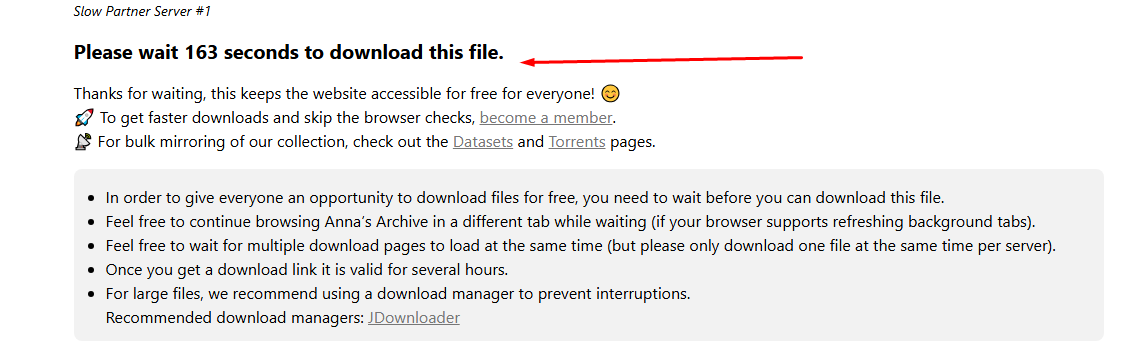 Slow Partner Server #1
Please wait 163 seconds to download this file.
Thanks for waiting, this keeps the website accessible for free for everyone! 😊
🚀 To get faster downloads and skip the browser checks, become a member.
📡 For bulk mirroring of our collection, check out the Datasets and Torrents pages.
• In order to give everyone an opportunity to download files for free, you need to wait before you can download this file.
• Feel free to continue browsing Anna’s Archive in a different tab while waiting (if your browser supports refreshing background tabs).
• Feel free to wait for multiple download pages to load at the same time (but please only download one file at the same time per server).
• Once you get a download link it is valid for several hours.
• For large files, we recommend using a download manager to prevent interruptions.
Recommended download managers: JDownloader